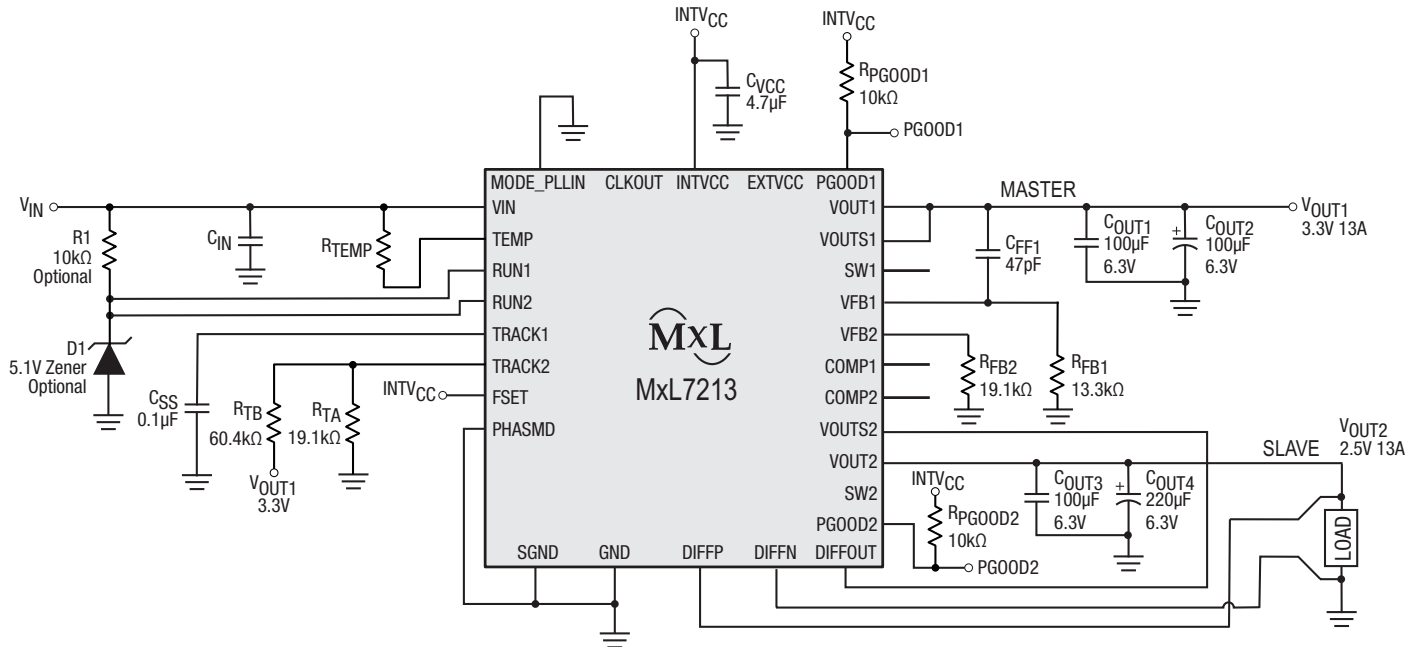 INTVCC
INTVCC
CVCC
4.7µF
RPGOOD1
10kΩ
PGOOD1
MODE_PLLIN CLKOUT INTVCC EXTVCC PGOOD1
VIN
R1
10kΩ
Optional
CIN
RTEMP
D1
5.1V Zener
Optional
CSS
0.1µF
INTVCC
RTB
60.4kΩ
RTA
19.1kΩ
VOUT1
3.3V
VIN
TEMP
RUN1
RUN2
TRACK1
TRACK2
FSET
PHASMD
MxL
MxL7213
VOUT1
VOUTS1
SW1
VFB1
VFB2
COMP1
COMP2
VOUTS2
VOUT2
SW2
PGOOD2
SGND GND DIFFP DIFFN DIFFOUT
MASTER
CFF1
47pF
COUT1
100µF
6.3V
+
COUT2
100µF
6.3V
VOUT1
3.3V 13A
RFB2
19.1kΩ
RFB1
13.3kΩ
SLAVE
VOUT2
2.5V 13A
INTVCC
RPGOOD2
10kΩ
PGOOD2
COUT3
100µF
6.3V
+
COUT4
220µF
6.3V
LOAD